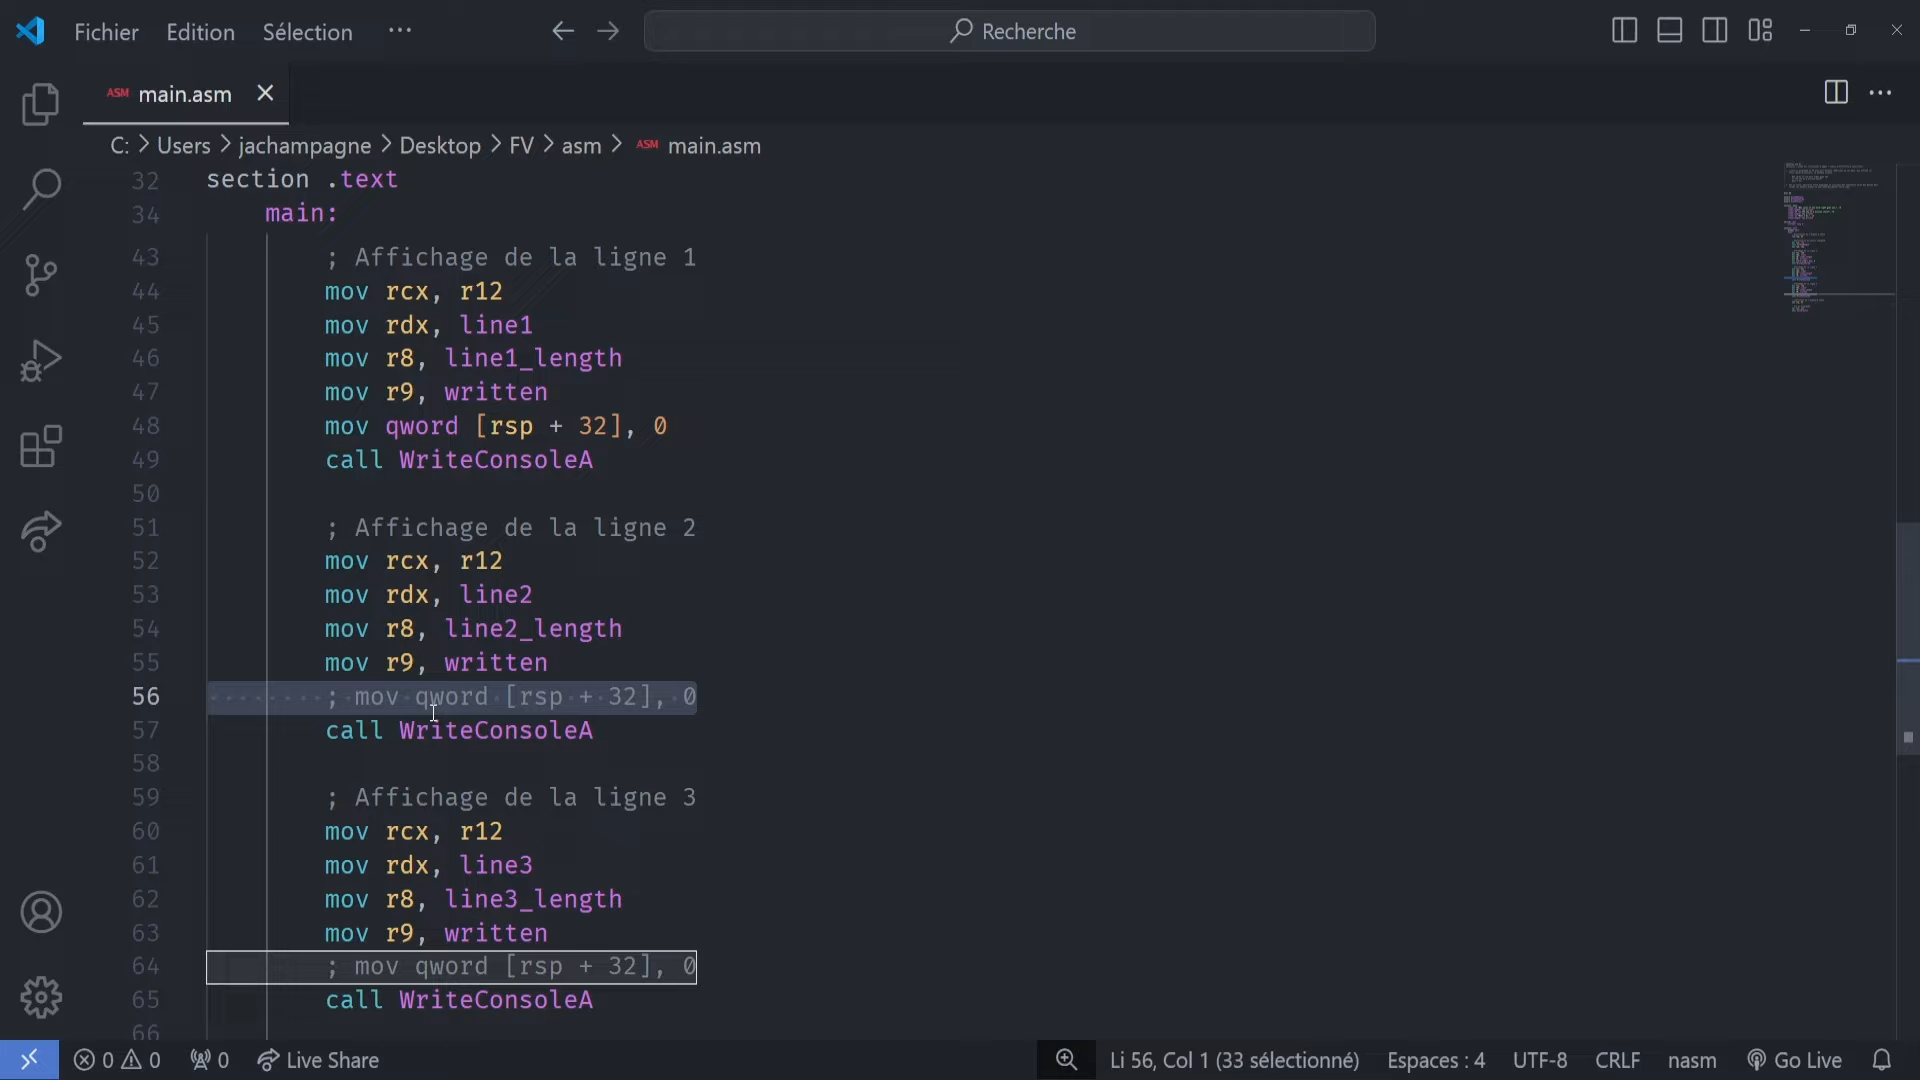 Fichier Edition Sélection ··· Recherche
ASM main.asm
C: > Users > jachampagne > Desktop > FV > asm > ASM main.asm
32 section .text
34 main:
43 ; Affichage de la ligne 1
44 mov rcx, r12
45 mov rdx, line1
46 mov r8, line1_length
47 mov r9, written
48 mov qword [rsp + 32], 0
49 call WriteConsoleA
50
51 ; Affichage de la ligne 2
52 mov rcx, r12
53 mov rdx, line2
54 mov r8, line2_length
55 mov r9, written
56 ; mov qword [rsp + 32], 0
57 call WriteConsoleA
58
59 ; Affichage de la ligne 3
60 mov rcx, r12
61 mov rdx, line3
62 mov r8, line3_length
63 mov r9, written
64 ; mov qword [rsp + 32], 0
65 call WriteConsoleA
66
0 0 0 Live Share Li 56, Col 1 (33 sélectionné) Espaces : 4 UTF-8 CRLF nasm Go Live